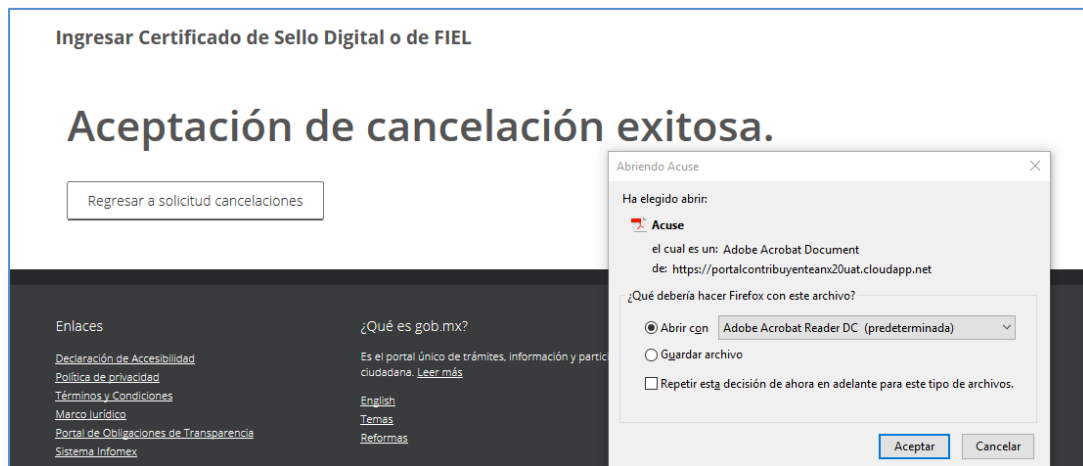 Ingresar Certificado de Sello Digital o de FIEL
Aceptación de cancelación exitosa.
Regresar a solicitud cancelaciones
Abriendo Acuse
Ha elegido abrir:
Acuse
el cual es un: Adobe Acrobat Document
de: https://portalcontribuyenteanx20uat.cloudapp.net
¿Qué debería hacer Firefox con este archivo?
Abrir con Adobe Acrobat Reader DC (predeterminada)
Guardar archivo
Repetir esta decisión de ahora en adelante para este tipo de archivos.
Aceptar
Cancelar
Enlaces
Declaración de Accesibilidad
Política de privacidad
Términos y Condiciones
Marco Jurídico
Portal de Obligaciones de Transparencia
Sistema Infomex
¿Qué es gob.mx?
Es el portal único de trámites, información y partici
ciudadana. Leer más
English
Temas
Reformas